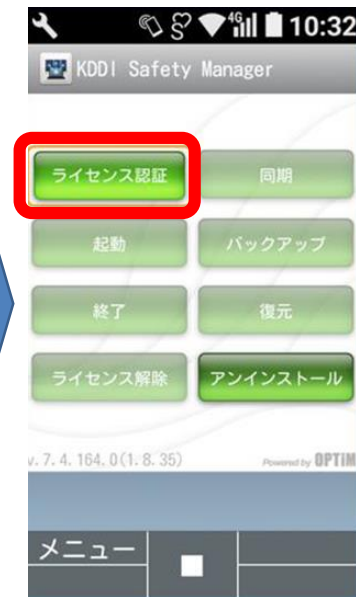 4G 10:32
KDDI Safety Manager
ライセンス認証 同期
起動 バックアップ
終了 復元
ライセンス解除 アンインストール
v.7.4.164.0(1.8.35) Powered by OPTiM
メニュー